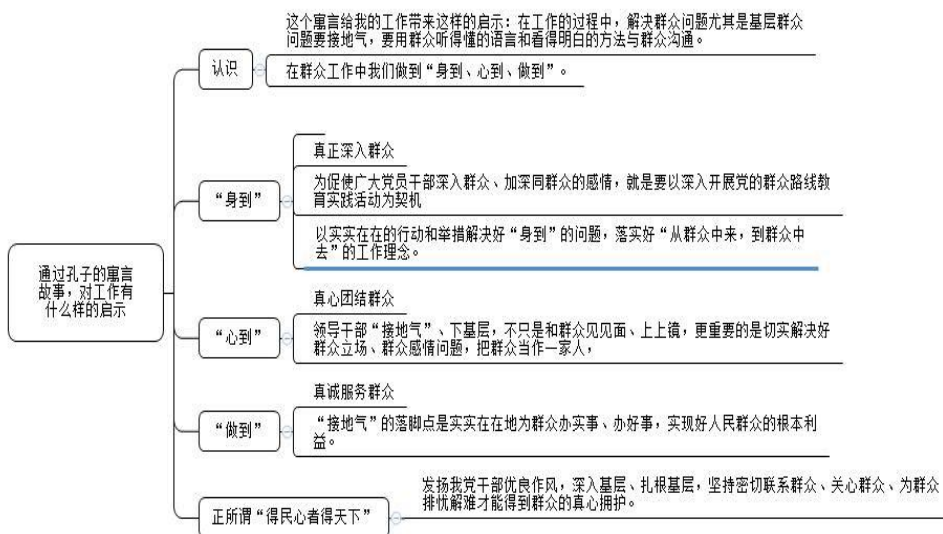 这个寓言给我的工作带来这样的启示：在工作的过程中，解决群众问题尤其是基层群众
问题要接地气，要用群众听得懂的语言和看得明白的方法与群众沟通。
认识
在群众工作中我们做到“身到、心到、做到”。
真正深入群众
为促使广大党员干部深入群众、加深同群众的感情，就是要以深入开展党的群众路线教
育实践活动为契机
“身到”
以实实在在的行动和举措解决好“身到”的问题，落实好“从群众中来，到群众中
去”的工作理念。
通过孔子的寓言
故事，对工作有
什么样的启示
真心团结群众
“心到”
领导干部“接地气”、下基层，不只是和群众见见面、上上镜，更重要的是切实解决好
群众立场、群众感情问题，把群众当作一家人，
真诚服务群众
“做到”
“接地气”的落脚点是实实在在地为群众办实事、办好事，实现好人民群众的根本利
益。
正所谓“得民心者得天下”
发扬我党干部优良作风，深入基层、扎根基层，坚持密切联系群众、关心群众、为群众
排忧解难才能得到群众的真心拥护。